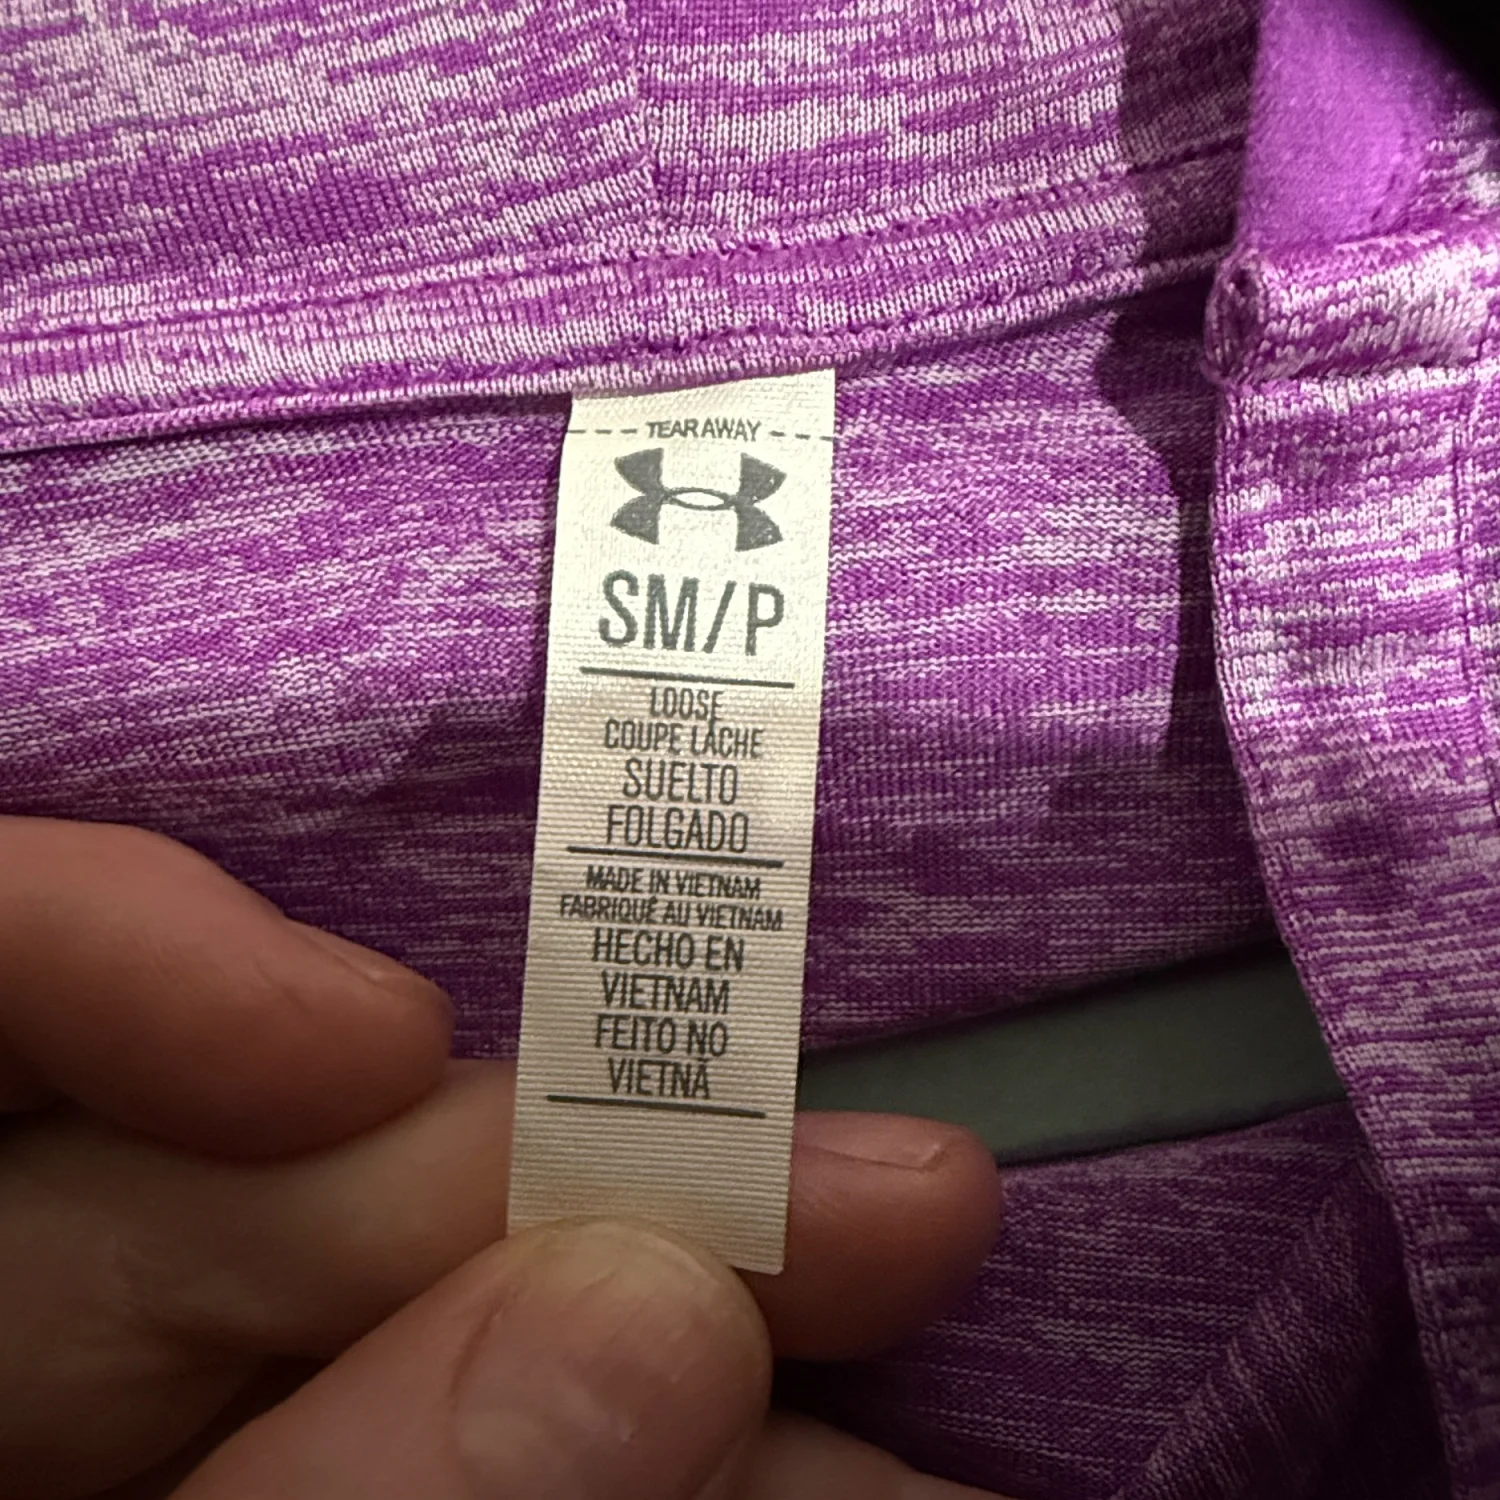 TEAR AWAY
SM/P
LOOSE
COUPE LÂCHE
SUELTO
FOLGADO
MADE IN VIETNAM
FABRIQUÉ AU VIETNAM
HECHO EN
VIETNAM
FEITO NO
VIETNÃ